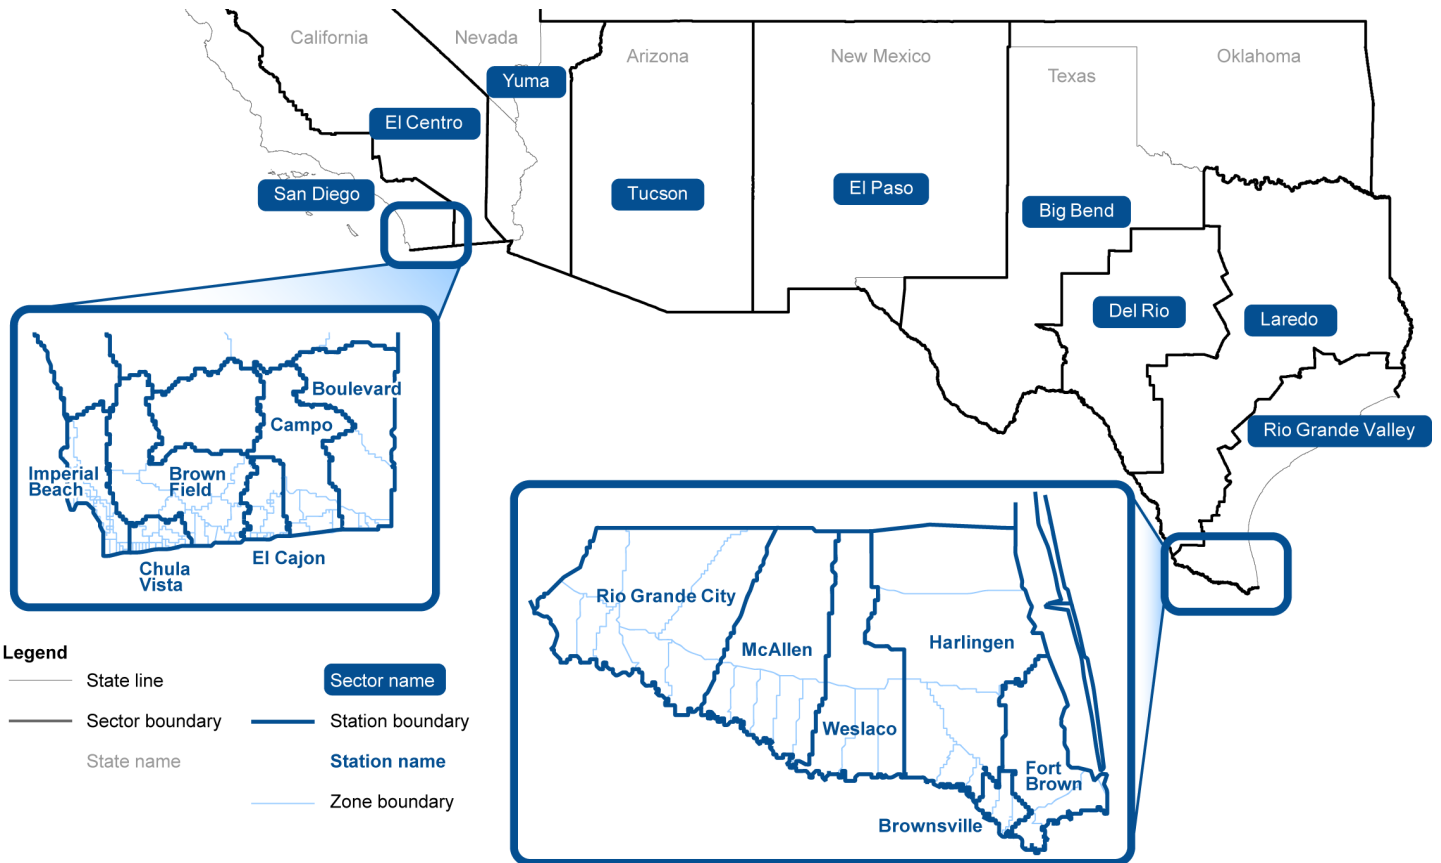 California
Nevada
Arizona
New Mexico
Texas
Oklahoma
Yuma
El Centro
San Diego
Tucson
El Paso
Big Bend
Del Rio
Laredo
Rio Grande Valley
Boulevard
Campo
Imperial
Beach
Brown
Field
El Cajon
Chula
Vista
Rio Grande City
McAllen
Harlingen
Weslaco
Fort
Brown
Brownsville
Legend
State line
Sector name
Sector boundary
Station boundary
State name
Station name
Zone boundary